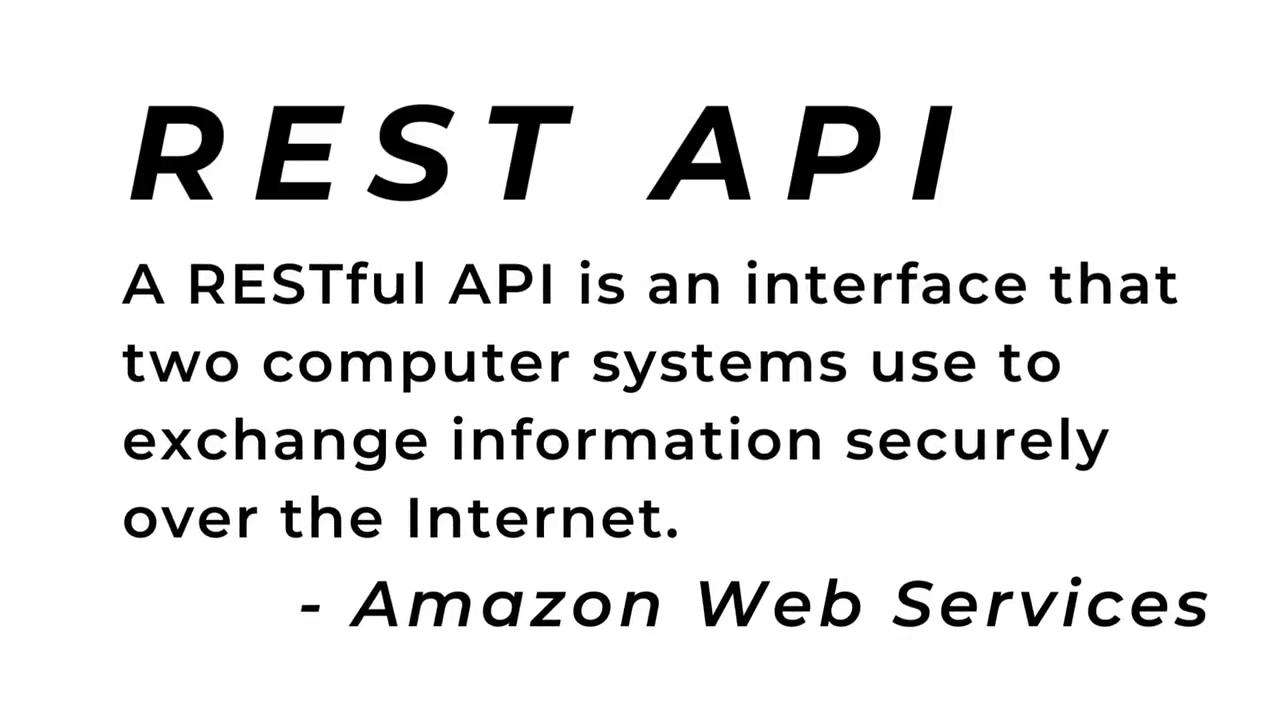 REST API
A RESTful API is an interface that
two computer systems use to
exchange information securely
over the Internet.
- Amazon Web Services